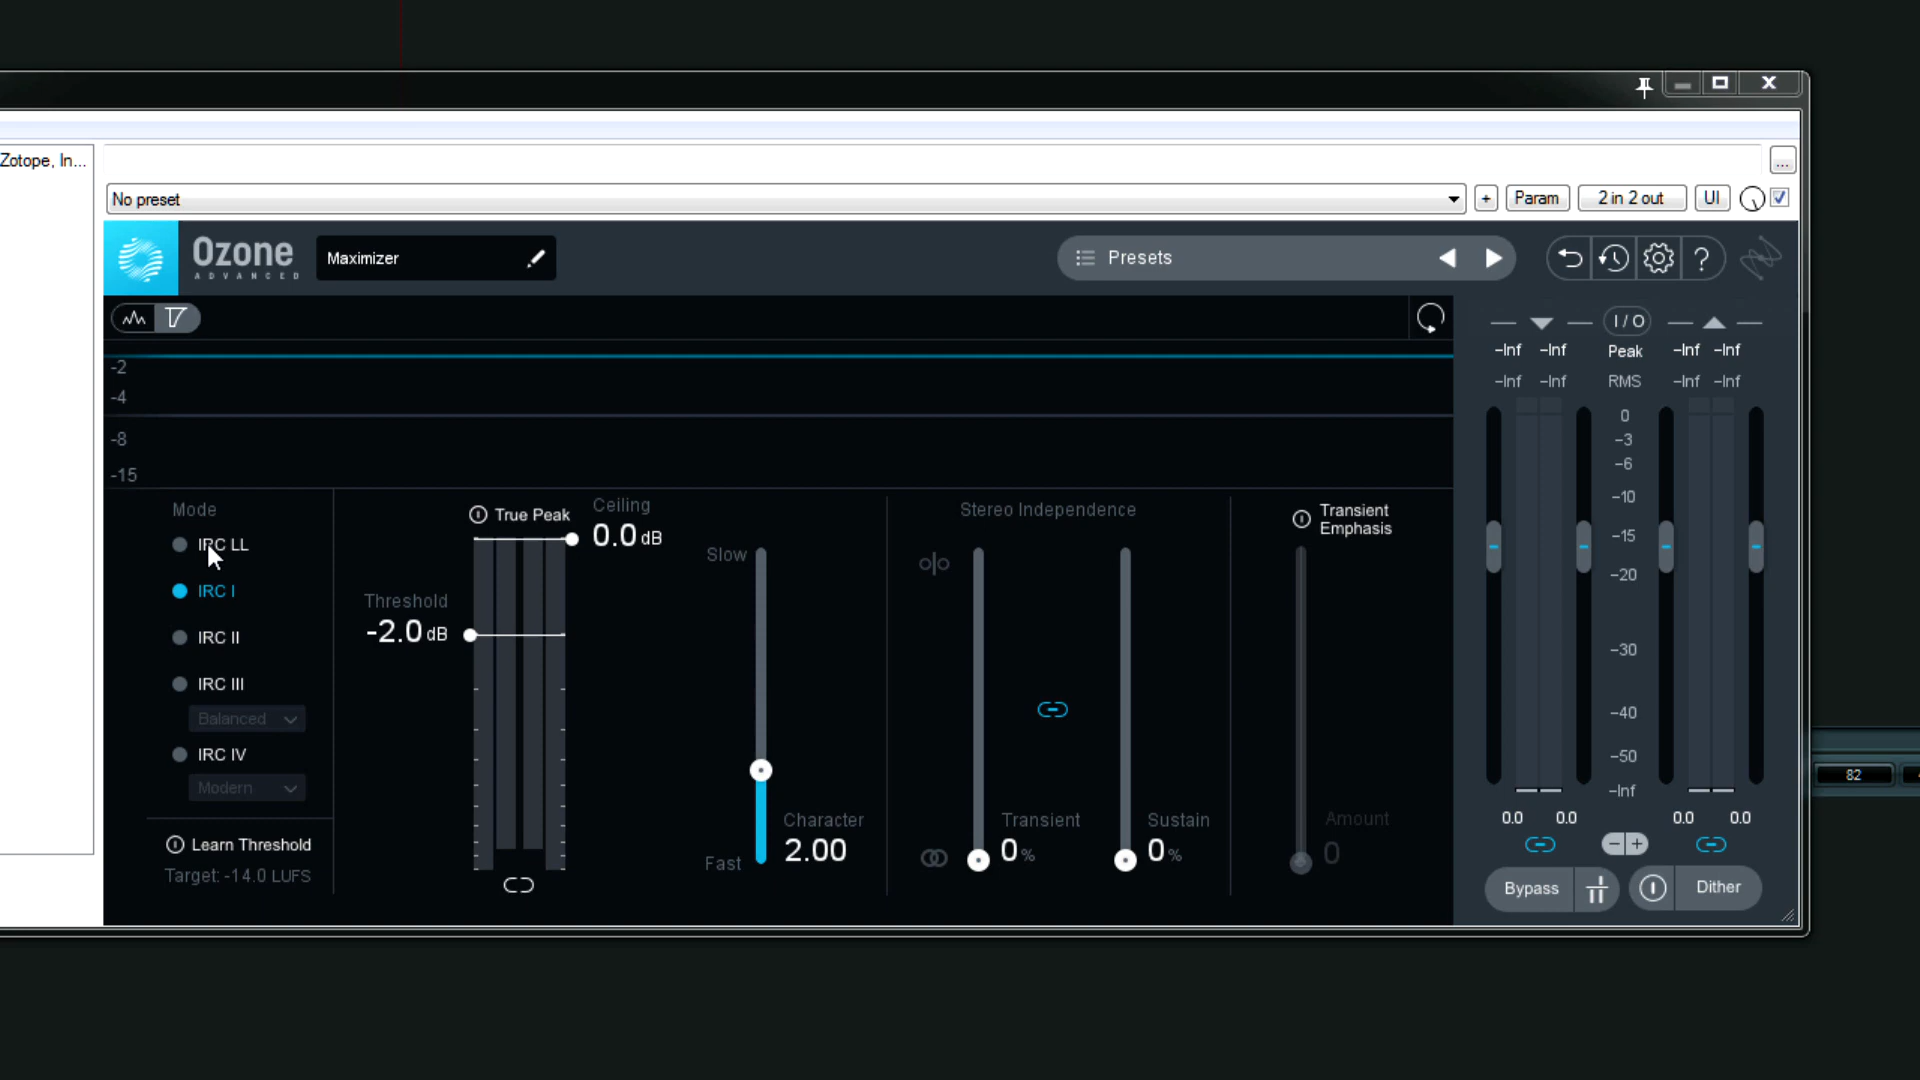 Zotope, In...
...
No preset
+
Param
2 in 2 out
UI
Ozone
ADVANCED
Maximizer
Presets
?
I/O
-Inf -Inf Peak -Inf -Inf
-Inf -Inf RMS -Inf -Inf
-2
-4
-8
-15
0
-3
-6
-10
-15
-20
-30
-40
-50
-Inf
Mode
IRC LL
IRC I
IRC II
IRC III
Balanced
IRC IV
Modern
Learn Threshold
Target: -14.0 LUFS
True Peak
Ceiling
0.0 dB
Threshold
-2.0 dB
Slow
Fast
Character
2.00
Stereo Independence
Transient
0 %
Sustain
0 %
Transient
Emphasis
Amount
0
0.0 0.0 0.0 0.0
- +
Bypass
Dither
82